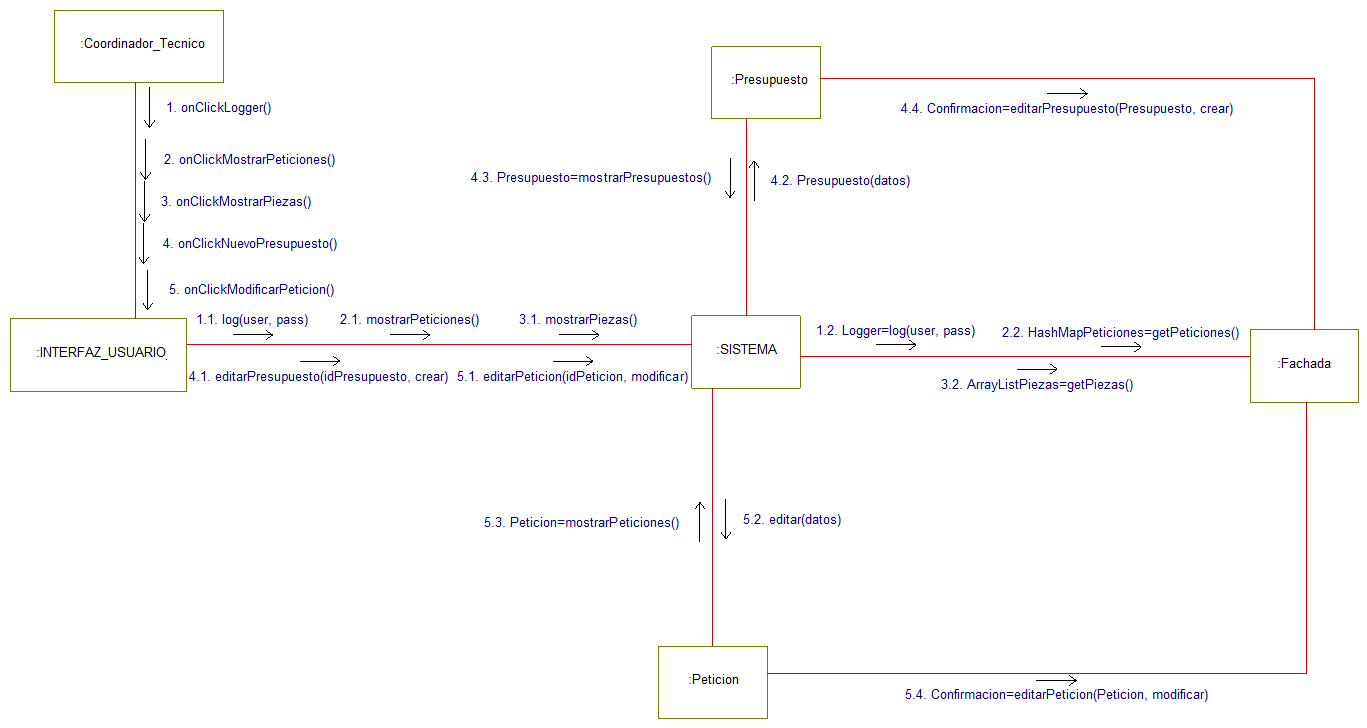 :Coordinador_Tecnico
1. onClickLogger()
2. onClickMostrarPeticiones()
3. onClickMostrarPiezas()
4. onClickNuevoPresupuesto()
5. onClickModificarPeticion()
:INTERFAZ_USUARIO_
1.1. log(user, pass)
2.1. mostrarPeticiones()
3.1. mostrarPiezas()
4.1. editarPresupuesto(idPresupuesto, crear)
5.1. editarPeticion(idPeticion, modificar)
:Presupuesto
4.4. Confirmacion=editarPresupuesto(Presupuesto, crear)
4.3. Presupuesto=mostrarPresupuestos()
4.2. Presupuesto(datos)
:SISTEMA
1.2. Logger=log(user, pass)
2.2. HashMapPeticiones=getPeticiones()
3.2. ArrayListPiezas=getPiezas()
:Fachada
5.3. Peticion=mostrarPeticiones()
5.2. editar(datos)
:Peticion
5.4. Confirmacion=editarPeticion(Peticion, modificar)